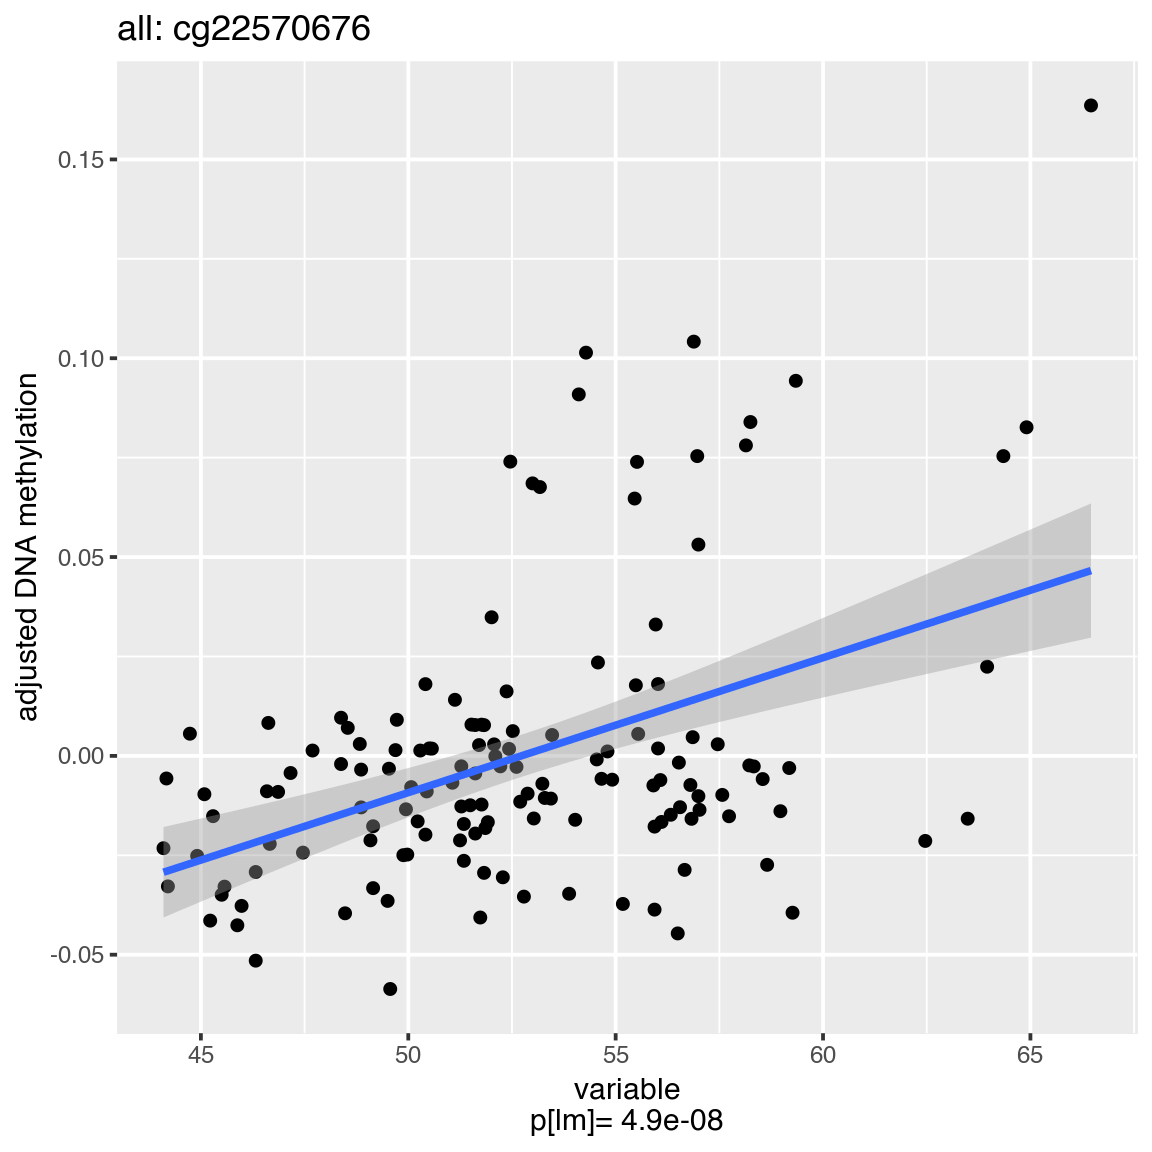 all: cg22570676
0.15
0.10
0.05
0.00
-0.05
adjusted DNA methylation
45 50 55 60 65
variable
p[lm]= 4.9e-08